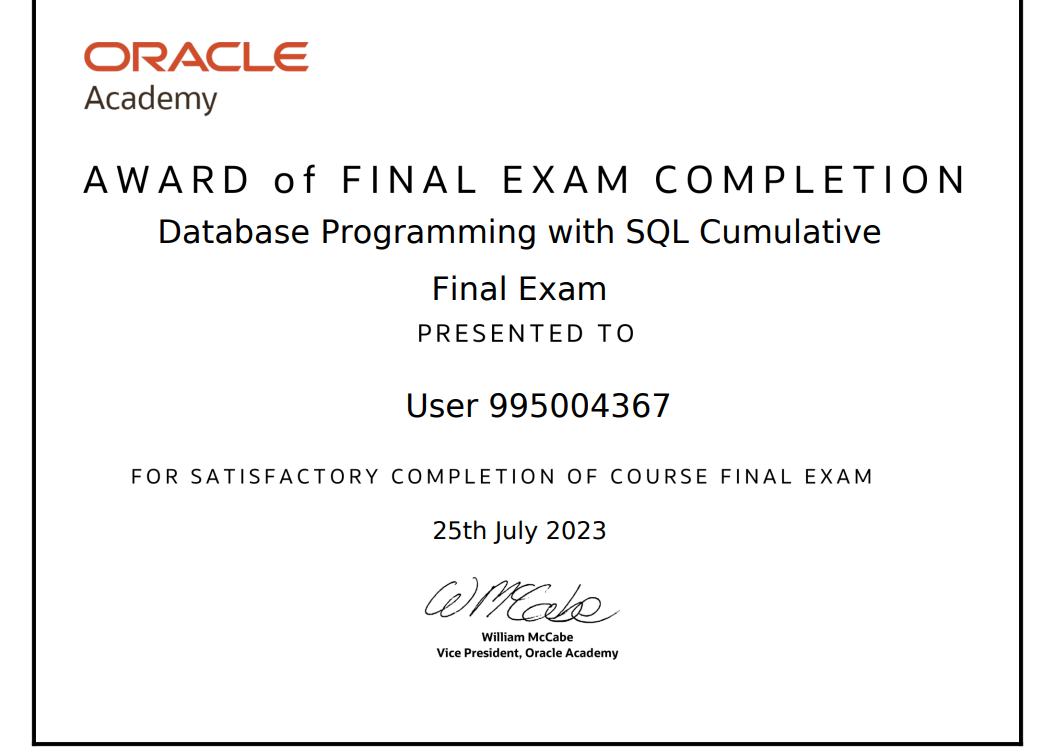 ORACLE
Academy
AWARD of FINAL EXAM COMPLETION
Database Programming with SQL Cumulative
Final Exam
PRESENTED TO
User 995004367
FOR SATISFACTORY COMPLETION OF COURSE FINAL EXAM
25th July 2023
WMcCabe
William McCabe
Vice President, Oracle Academy